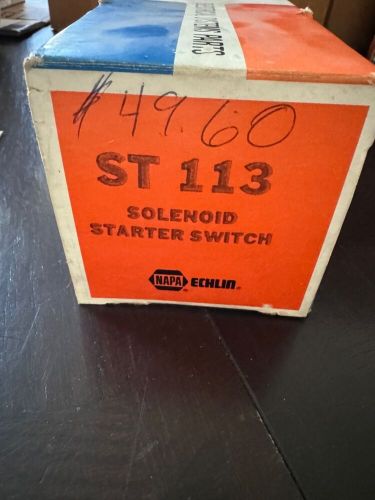 $49.60
ST 113
SOLENOID
STARTER SWITCH
NAPA ® ECHLIN®